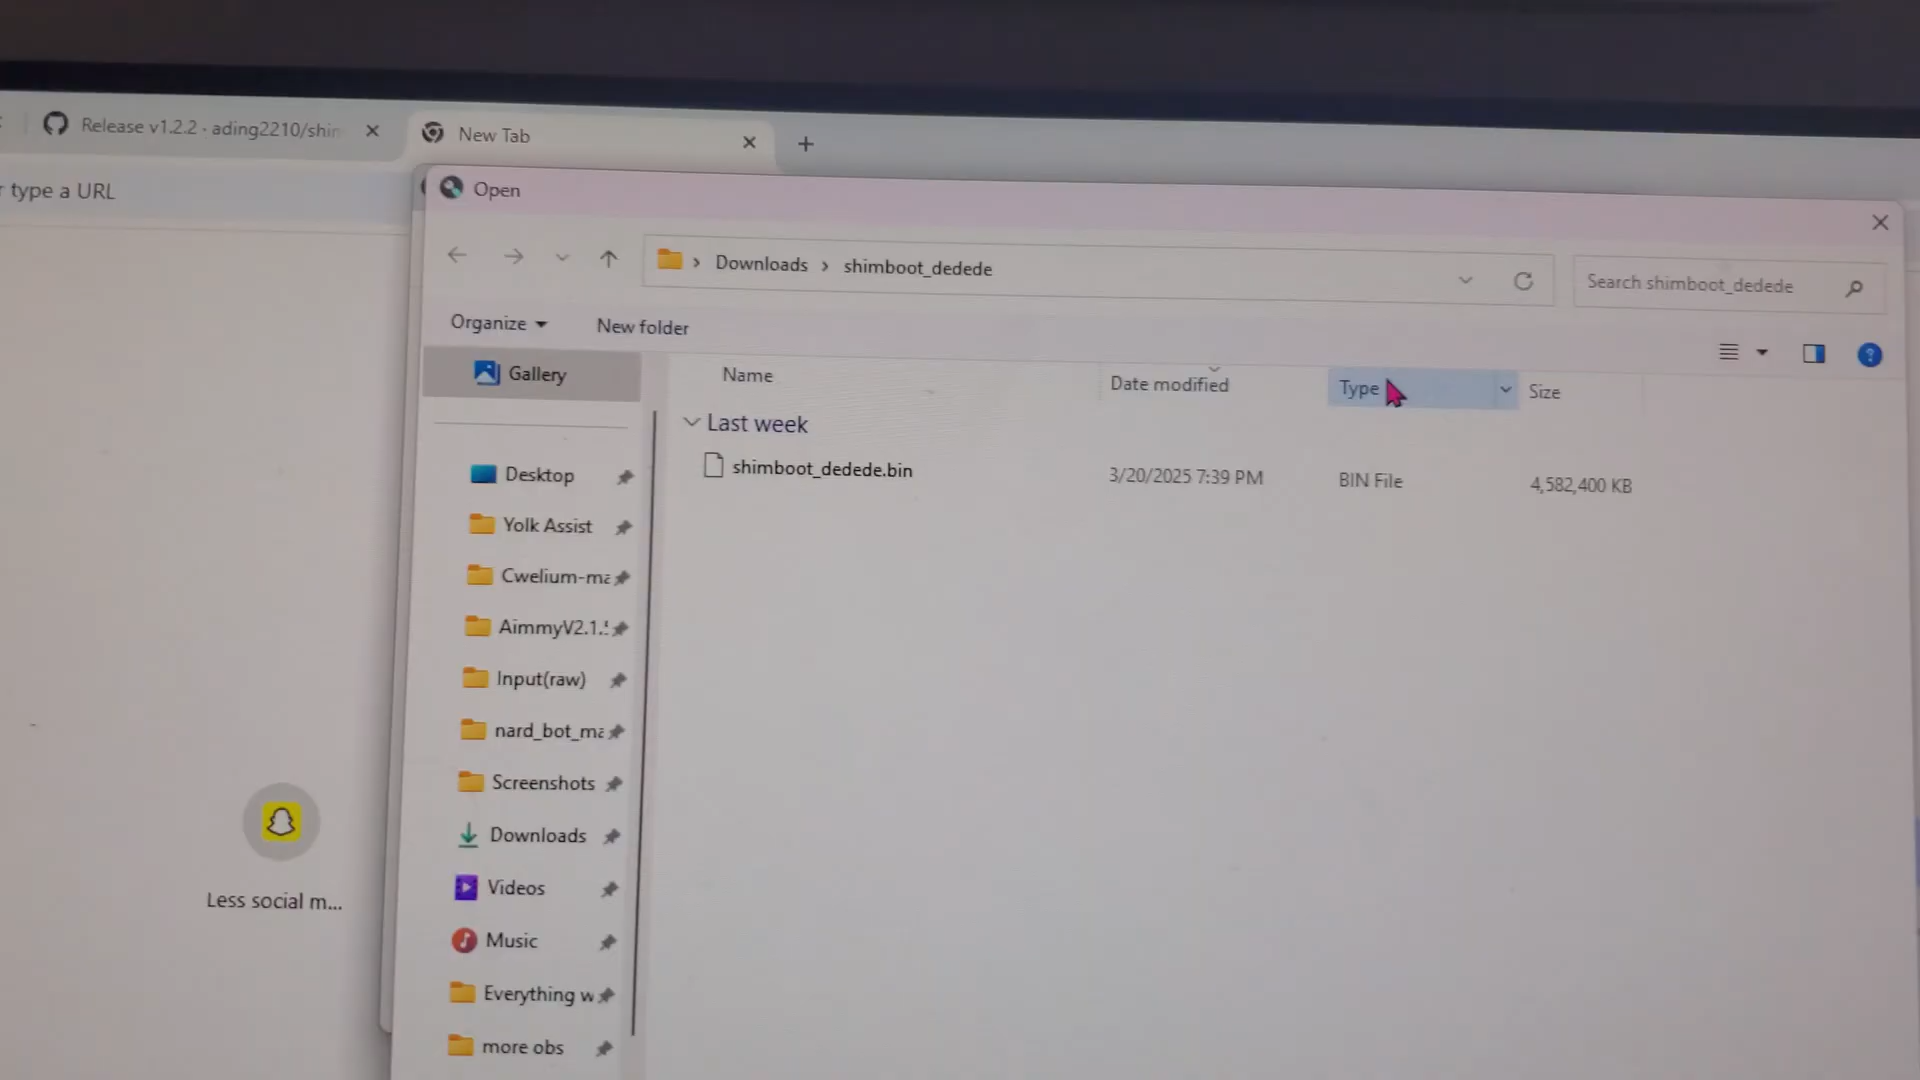 Release v1.2.2 · ading2210/shim
New Tab
type a URL
Open
Downloads
shimboot_dedede
Search shimboot_dedede
Organize
New folder
?
Name
Date modified
Type
Size
Gallery
Last week
shimboot_dedede.bin
3/20/2025 7:39 PM
BIN File
4,582,400 KB
Desktop
Yolk Assist
Cwelium-ma
AimmyV2.1.
Input(raw)
nard_bot_ma
Screenshots
Downloads
Videos
Music
Everything w
more obs
Less social m...